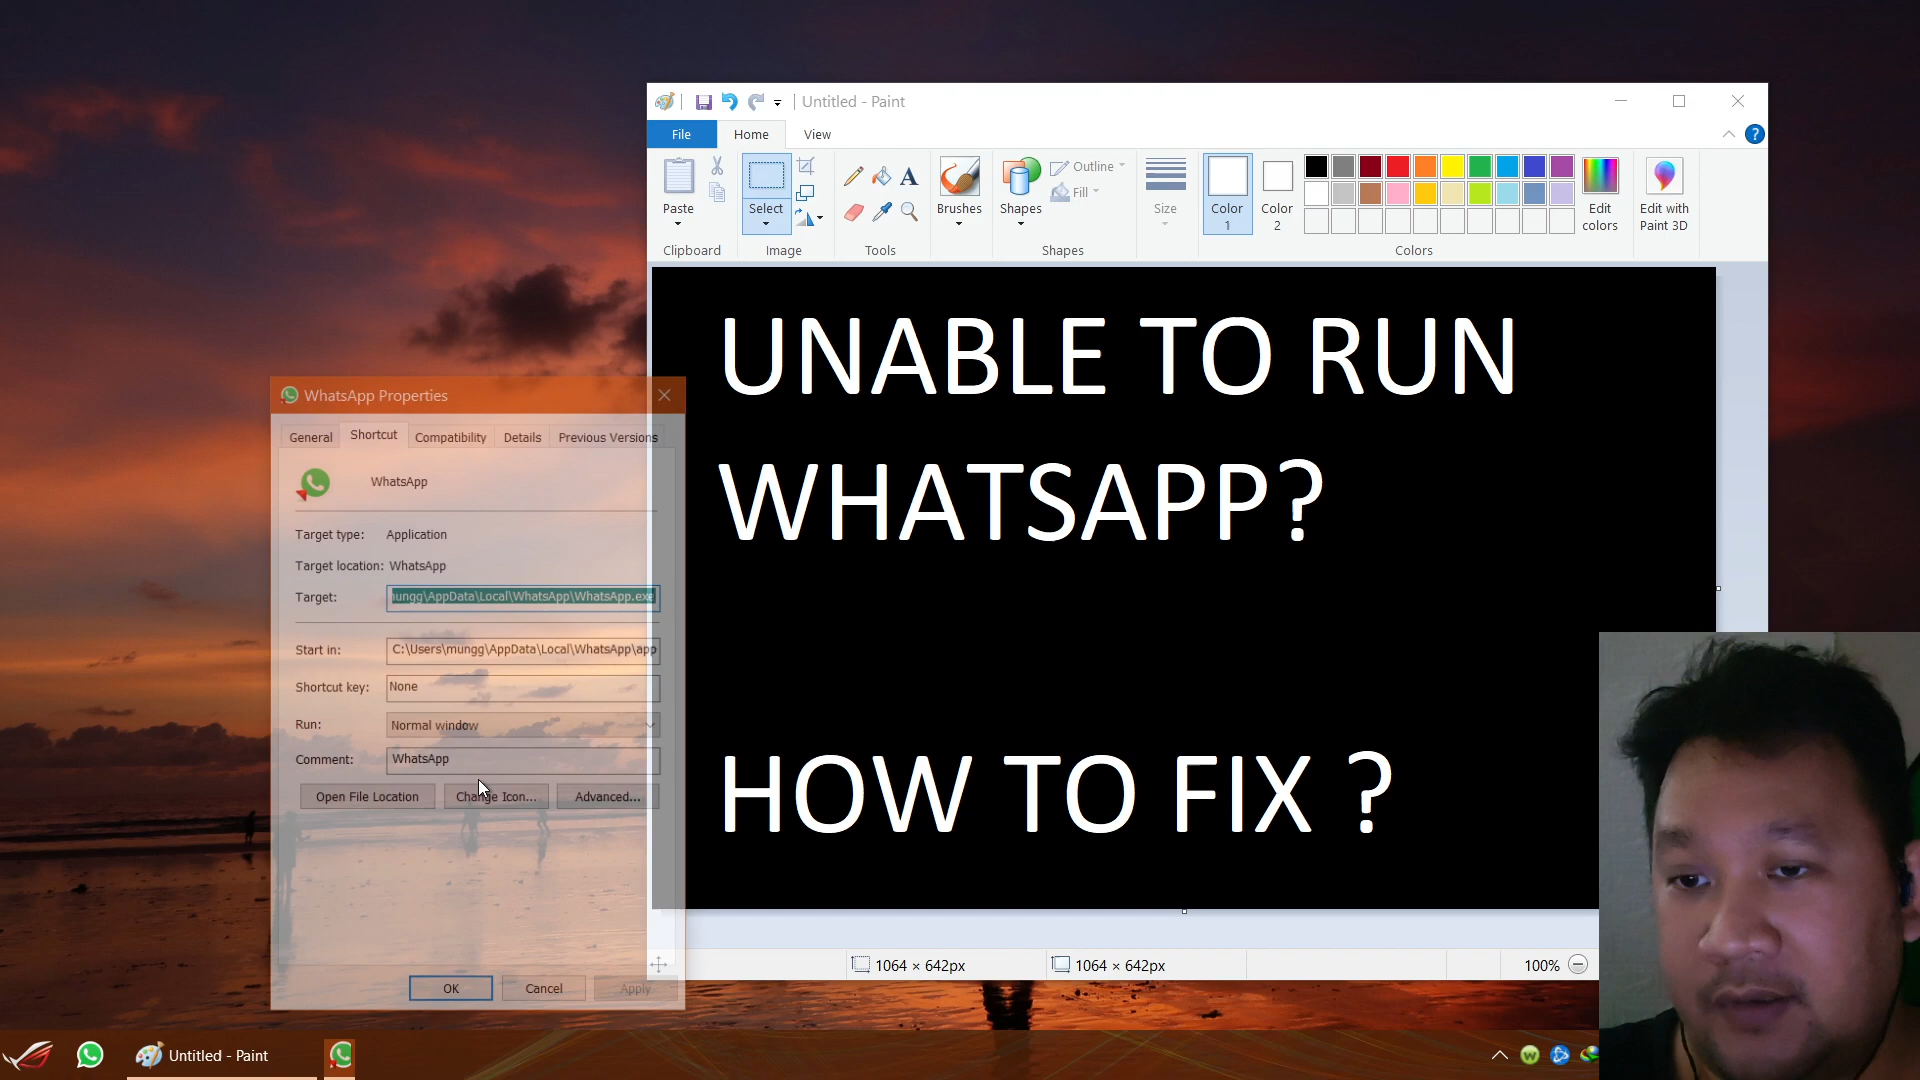 Untitled - Paint
File Home View
Paste
Select
Brushes
Shapes
Outline
Fill
Size
Color 1
Color 2
Edit colors
Edit with Paint 3D
Clipboard Image Tools Shapes Colors
UNABLE TO RUN
WHATSAPP?
HOW TO FIX ?
WhatsApp Properties
General Shortcut Compatibility Details Previous Versions
WhatsApp
Target type: Application
Target location: WhatsApp
Target: ungg\AppData\Local\WhatsApp\WhatsApp.exe
Start in: C:\Users\mungg\AppData\Local\WhatsApp\app
Shortcut key: None
Run: Normal window
Comment: WhatsApp
Open File Location Change Icon... Advanced...
OK Cancel Apply
1064 × 642px 1064 × 642px 100%
Untitled - Paint